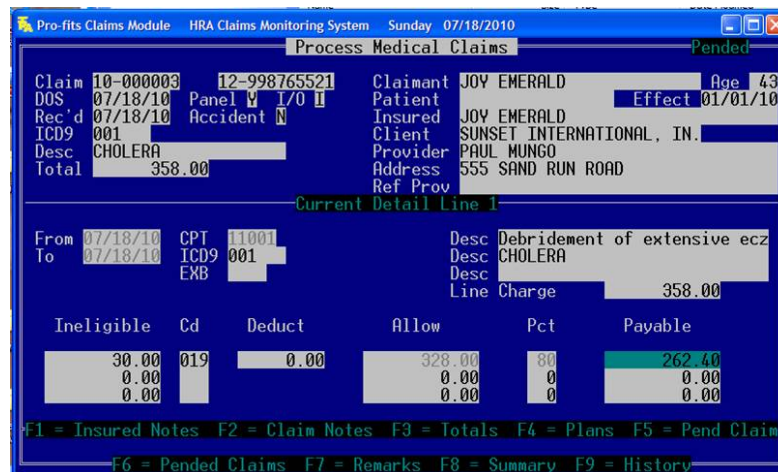 Pro-fits Claims Module HRA Claims Monitoring System Sunday 07/18/2010
Process Medical Claims Pended
Claim 10-000003 12-998765521 Claimant JOY EMERALD Age 43
DOS 07/18/10 Panel Y I/O I Patient Effect 01/01/10
Rec'd 07/18/10 Accident N Insured JOY EMERALD
ICD9 001 Client SUNSET INTERNATIONAL, IN.
Desc CHOLERA Provider PAUL MUNGO
Total 358.00 Address 555 SAND RUN ROAD
Ref Prov
Current Detail Line 1
From 07/18/10 CPT 11001 Desc Debridement of extensive ecz
To 07/18/10 ICD9 001 Desc CHOLERA
EXB Desc
Line Charge 358.00
Ineligible Cd Deduct Allow Pct Payable
30.00 019 0.00 328.00 80 262.40
0.00 0.00 0 0.00
0.00 0.00 0 0.00
F1 = Insured Notes F2 = Claim Notes F3 = Totals F4 = Plans F5 = Pend Claim
F6 = Pended Claims F7 = Remarks F8 = Summary F9 = History